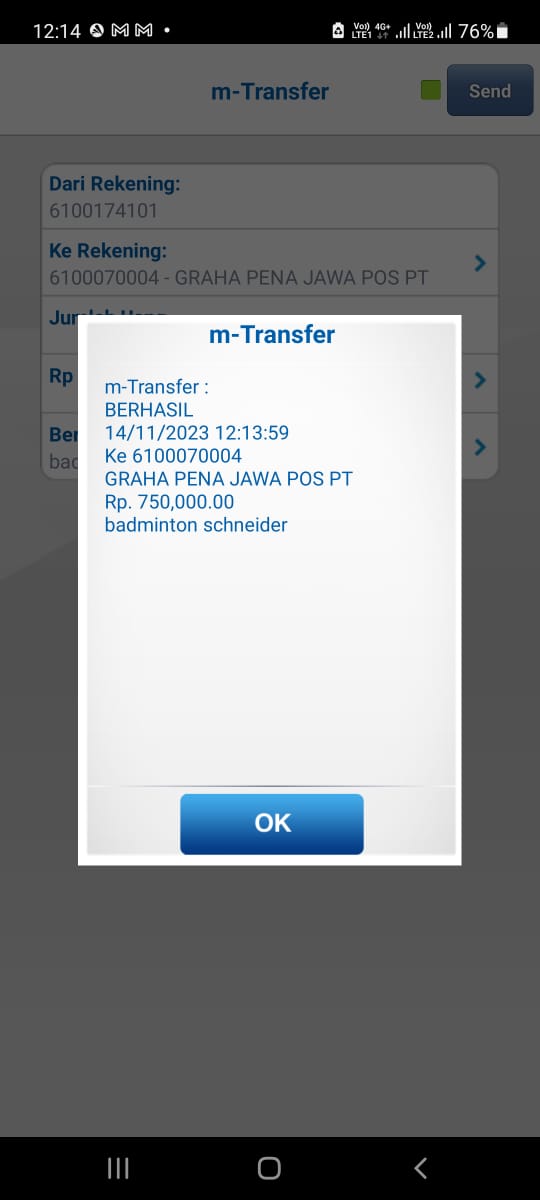 12:14
Vo)) LTE1 4G+ Vo)) LTE2 76%
m-Transfer
Send
Dari Rekening:
6100174101
Ke Rekening:
6100070004 - GRAHA PENA JAWA POS PT
m-Transfer
Rp
m-Transfer :
BERHASIL
14/11/2023 12:13:59
Ke 6100070004
GRAHA PENA JAWA POS PT
Rp. 750,000.00
badminton schneider
Ber
bad
OK